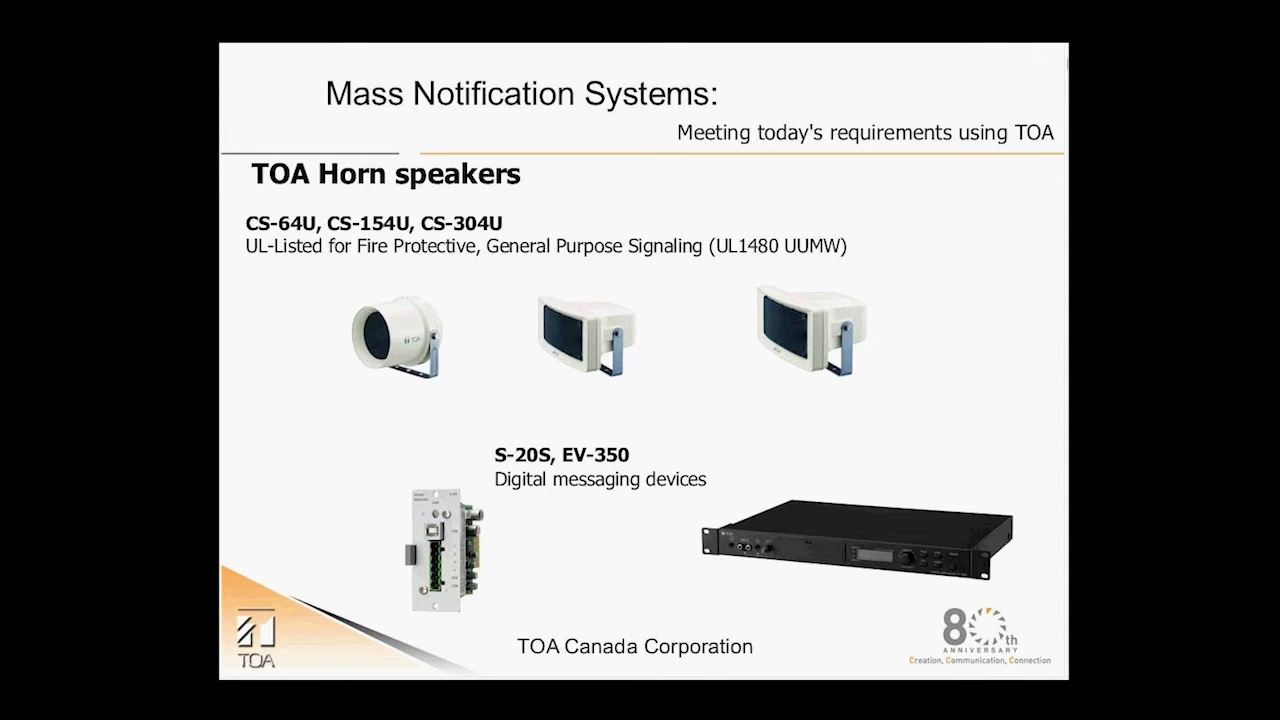 Mass Notification Systems:
Meeting today's requirements using TOA
TOA Horn speakers
CS-64U, CS-154U, CS-304U
UL-Listed for Fire Protective, General Purpose Signaling (UL1480 UUMW)
TOA
S-20S, EV-350
Digital messaging devices
TOA
TOA
TOA Canada Corporation
80th
ANNIVERSARY
Creation, Communication, Connection